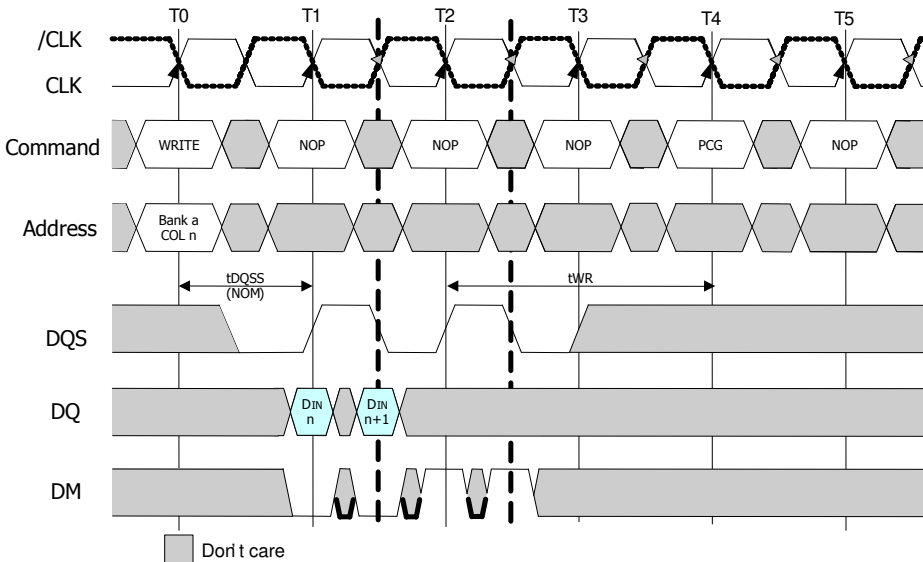 T0 T1 T2 T3 T4 T5
/CLK
CLK
Command WRITE NOP NOP NOP PCG NOP
Address Bank a
COL n
tDQSS
(NOM)
tWR
DQS
DQ DIN
n
DIN
n+1
DM
Don't care